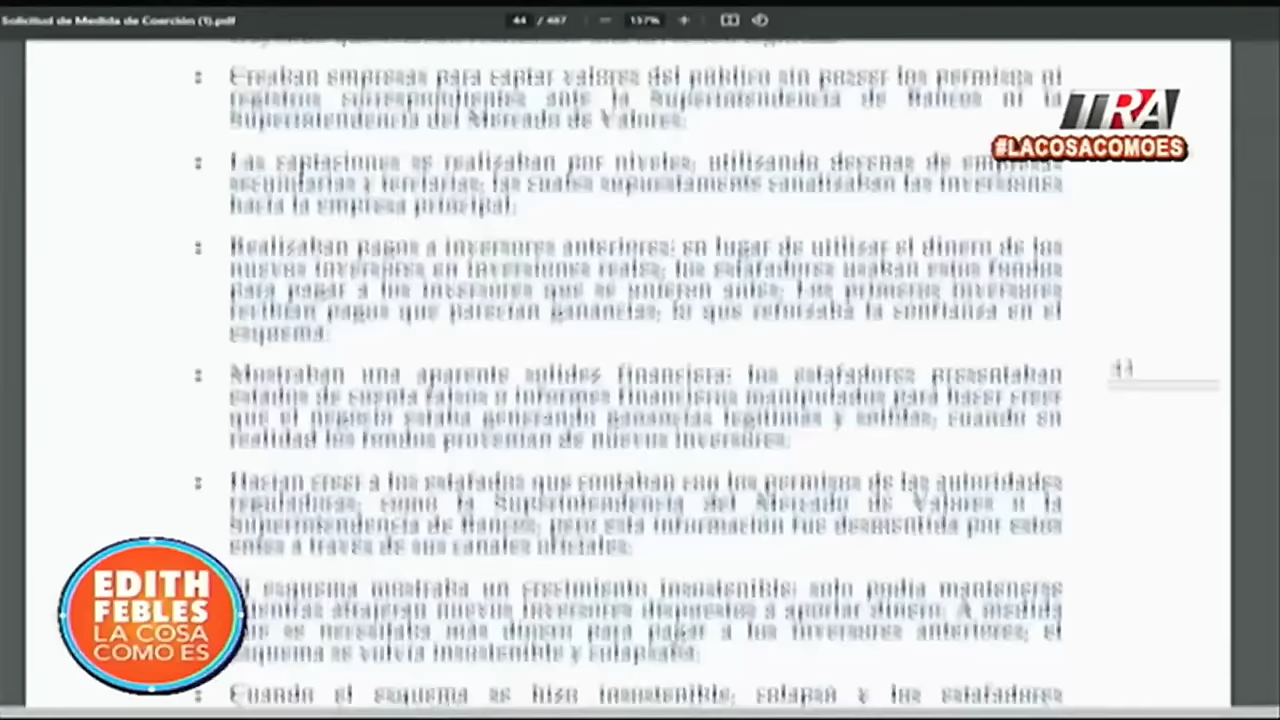 Solicitud de Medida de Coerción (1).pdf
44 / 487
137%
Creaban empresas para captar valores del público sin poseer los permisos ni
registros correspondientes ante la Superintendencia de Bancos ni la
Superintendencia del Mercado de Valores.
TRA
#LACOSACOMOES
Las captaciones se realizaban por niveles, utilizando decenas de empresas
secundarias y terciarias, las cuales supuestamente canalizaban las inversiones
hacia la empresa principal.
Realizaban pagos a inversores anteriores: en lugar de utilizar el dinero de los
nuevos inversores en inversiones reales, los estafadores usaban estos fondos
para pagar a los inversores que se unieron antes. Los primeros inversores
recibían pagos que parecían ganancias, lo que reforzaba la confianza en el
esquema.
Mostraban una aparente solidez financiera: los estafadores presentaban
estados de cuenta falsos o informes financieros manipulados para hacer creer
que el negocio estaba generando ganancias legítimas y sólidas, cuando en
realidad los fondos provenían de nuevos inversores.
Hacían creer a los estafados que contaban con los permisos de las autoridades
regulatorias, como la Superintendencia del Mercado de Valores o la
Superintendencia de Bancos, pero esta información fue desmentida por estos
entes a través de sus canales oficiales.
esquema mostraba un crecimiento insostenible: solo podía mantenerse
mientras atrajeran nuevos inversores dispuestos a aportar dinero. A medida
que se necesitaba más dinero para pagar a los inversores anteriores, el
esquema se volvía insostenible y colapsaba.
Cuando el esquema se hizo insostenible, colapsó y los estafadores
EDITH
FEBLES
LA COSA
COMO ES